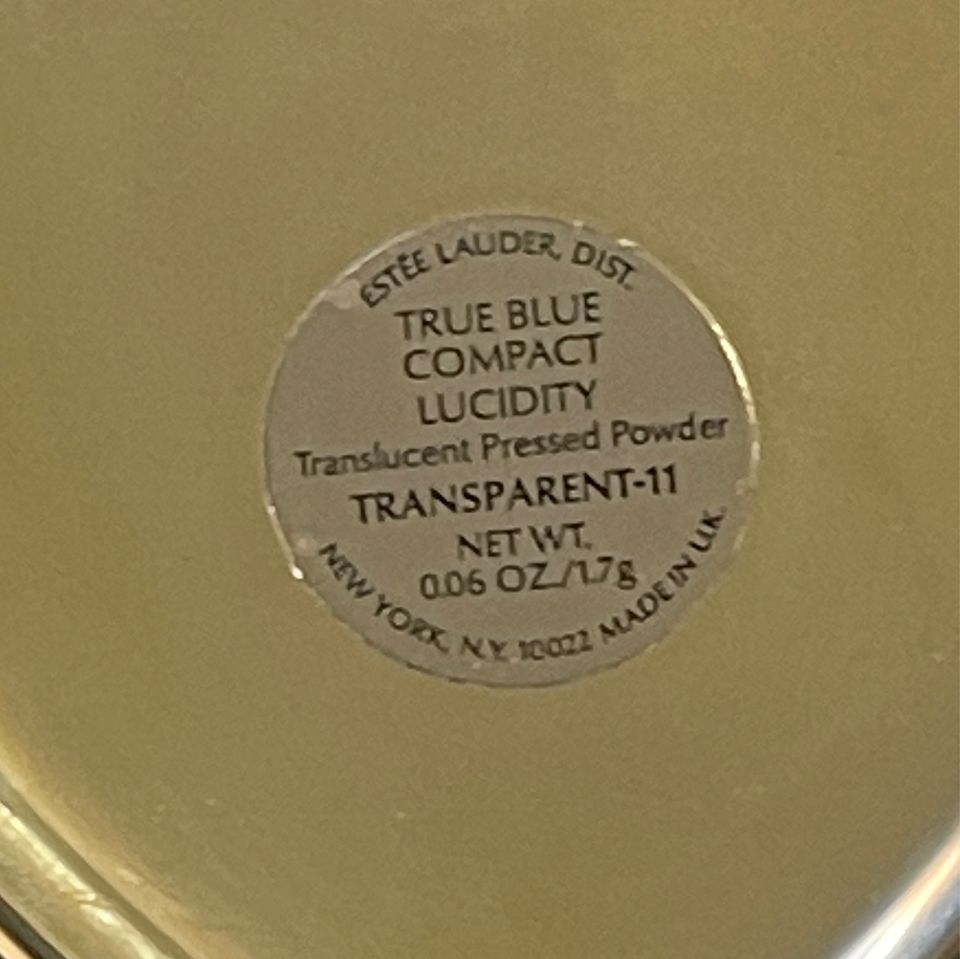 ESTÉE LAUDER, DIST.
TRUE BLUE
COMPACT
LUCIDITY
Translucent Pressed Powder
TRANSPARENT-11
NET WT.
0.06 OZ./1.7g
NEW YORK, N.Y. 10022 MADE IN U.K.